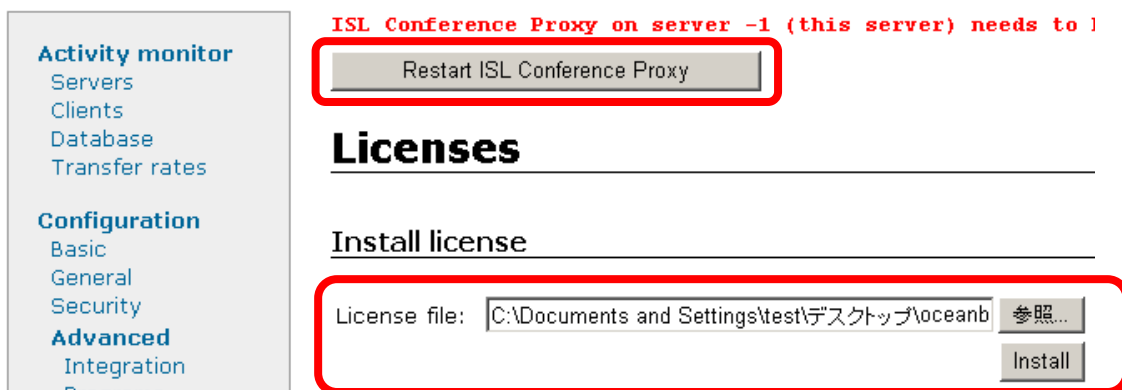 Activity monitor
Servers
Clients
Database
Transfer rates
Configuration
Basic
General
Security
Advanced
Integration
ISL Conference Proxy on server -1 (this server) needs to
Restart ISL Conference Proxy
Licenses
Install license
License file: C:\Documents and Settings\test\デスクトップ\oceanb 参照...
Install